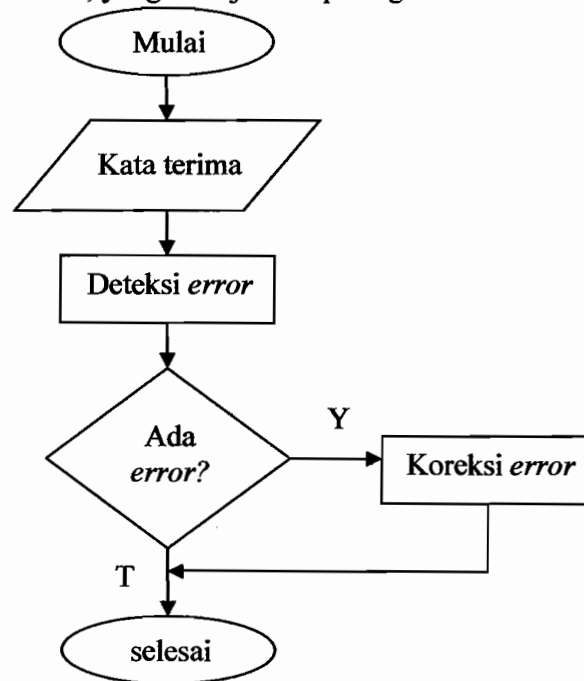 Mulai
Kata terima
Deteksi error
Ada
error?
Y
Koreksi error
T
selesai